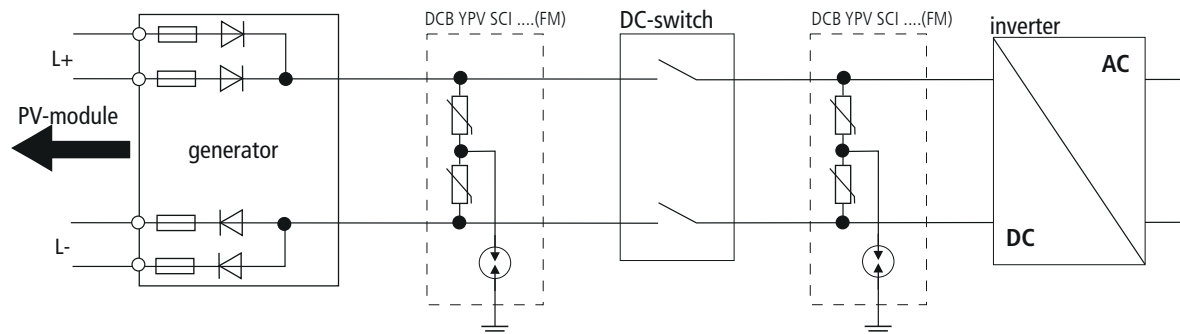 DCB YPV SCI ....(FM)
DC-switch
DCB YPV SCI ....(FM)
inverter
L+
AC
PV-module
generator
L-
DC